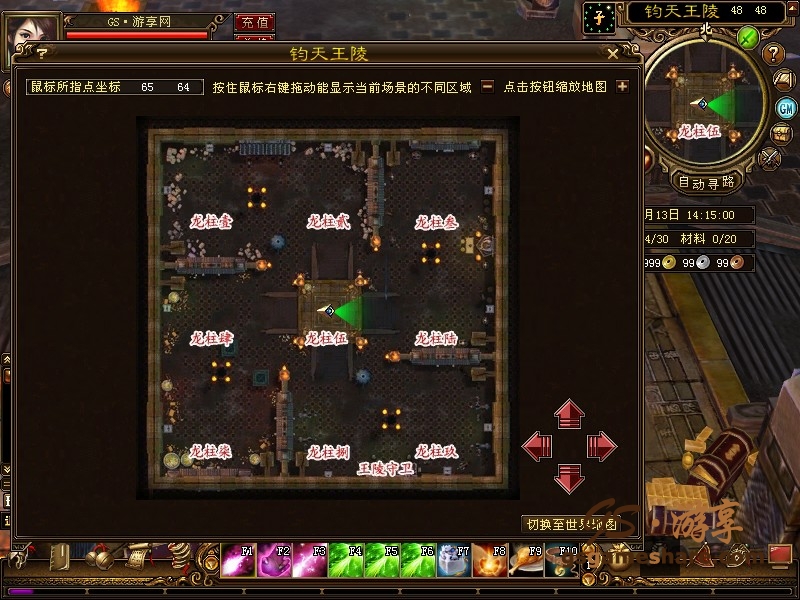 GS·游享网
充值
子
钧天王陵 48 48
钧天王陵
北
鼠标所指点坐标 65 64
按住鼠标右键拖动能显示当前场景的不同区域
点击按钮缩放地图
GM
龙柱伍
自动寻路
月13日 14:15:00
4/30 材料 0/20
999 99 99
龙柱壹 龙柱贰 龙柱叁
龙柱肆 龙柱伍 龙柱陆
龙柱柒 龙柱捌 龙柱玖
王陵守卫
切换至世界地图
GS·游享
F1 F2 F3 F4 F5 F6 F7 F8 F9 F10